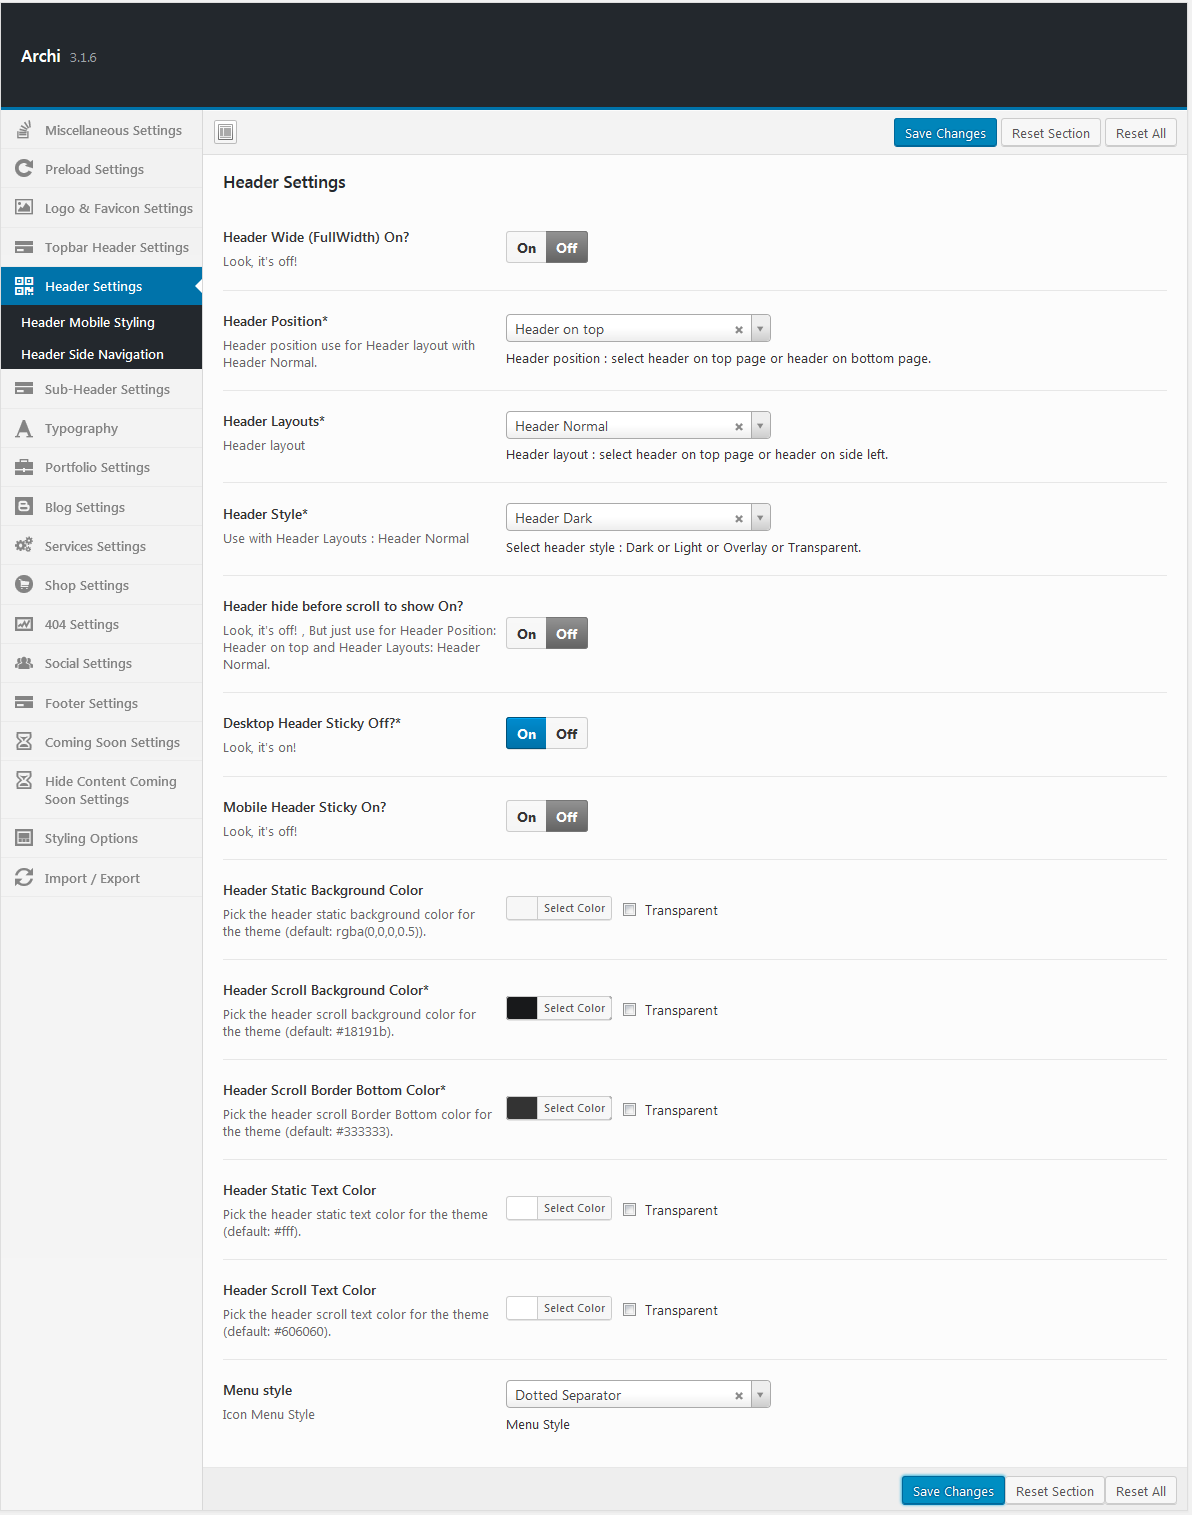 Archi 3.1.6
Miscellaneous Settings
Preload Settings
Logo & Favicon Settings
Topbar Header Settings
Header Settings
Header Mobile Styling
Header Side Navigation
Sub-Header Settings
Typography
Portfolio Settings
Blog Settings
Services Settings
Shop Settings
404 Settings
Social Settings
Footer Settings
Coming Soon Settings
Hide Content Coming
Soon Settings
Styling Options
Import / Export
Save Changes Reset Section Reset All
Header Settings
Header Wide (FullWidth) On?
Look, it's off!
On Off
Header Position*
Header position use for Header layout with
Header Normal.
Header on top
Header position : select header on top page or header on bottom page.
Header Layouts*
Header layout
Header Normal
Header layout : select header on top page or header on side left.
Header Style*
Use with Header Layouts : Header Normal
Header Dark
Select header style : Dark or Light or Overlay or Transparent.
Header hide before scroll to show On?
Look, it's off! , But just use for Header Position:
Header on top and Header Layouts: Header
Normal.
On Off
Desktop Header Sticky Off?*
Look, it's on!
On Off
Mobile Header Sticky On?
Look, it's off!
On Off
Header Static Background Color
Pick the header static background color for
the theme (default: rgba(0,0,0,0.5)).
Select Color Transparent
Header Scroll Background Color*
Pick the header scroll background color for
the theme (default: #18191b).
Select Color Transparent
Header Scroll Border Bottom Color*
Pick the header scroll Border Bottom color for
the theme (default: #333333).
Select Color Transparent
Header Static Text Color
Pick the header static text color for the theme
(default: #fff).
Select Color Transparent
Header Scroll Text Color
Pick the header scroll text color for the theme
(default: #606060).
Select Color Transparent
Menu style
Icon Menu Style
Dotted Separator
Menu Style
Save Changes Reset Section Reset All